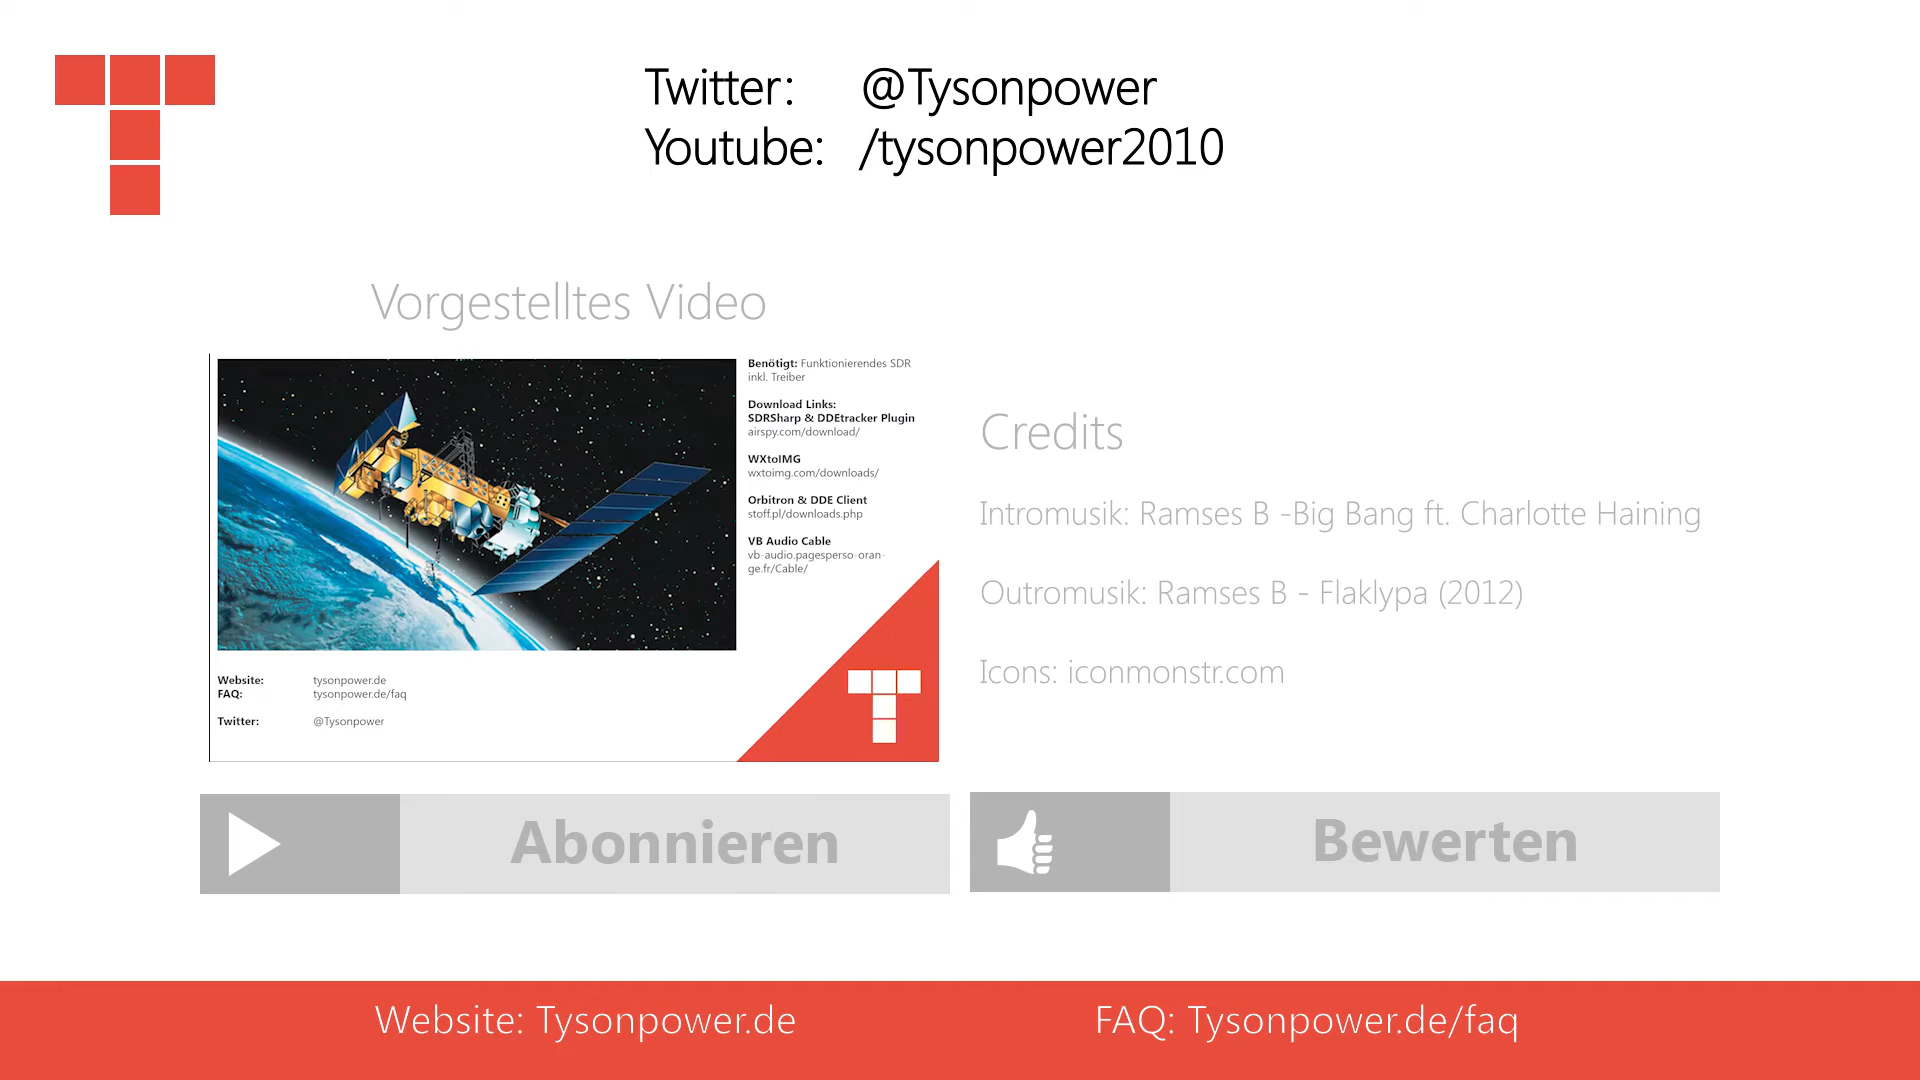 Twitter: @Tysonpower
Youtube: /tysonpower2010
Vorgestelltes Video
Benötigt: Funktionierendes SDR
inkl. Treiber
Download Links:
SDRSharp & DDEtracker Plugin
airspy.com/download/
WXtoIMG
wxtoimg.com/downloads/
Orbitron & DDE Client
stoff.pl/downloads.php
VB Audio Cable
vb-audio.pagesperso-oran-
ge.fr/Cable/
Website: tysonpower.de
FAQ: tysonpower.de/faq
Twitter: @Tysonpower
Credits
Intromusik: Ramses B -Big Bang ft. Charlotte Haining
Outromusik: Ramses B - Flaklypa (2012)
Icons: iconmonstr.com
Abonnieren
Bewerten
Website: Tysonpower.de
FAQ: Tysonpower.de/faq